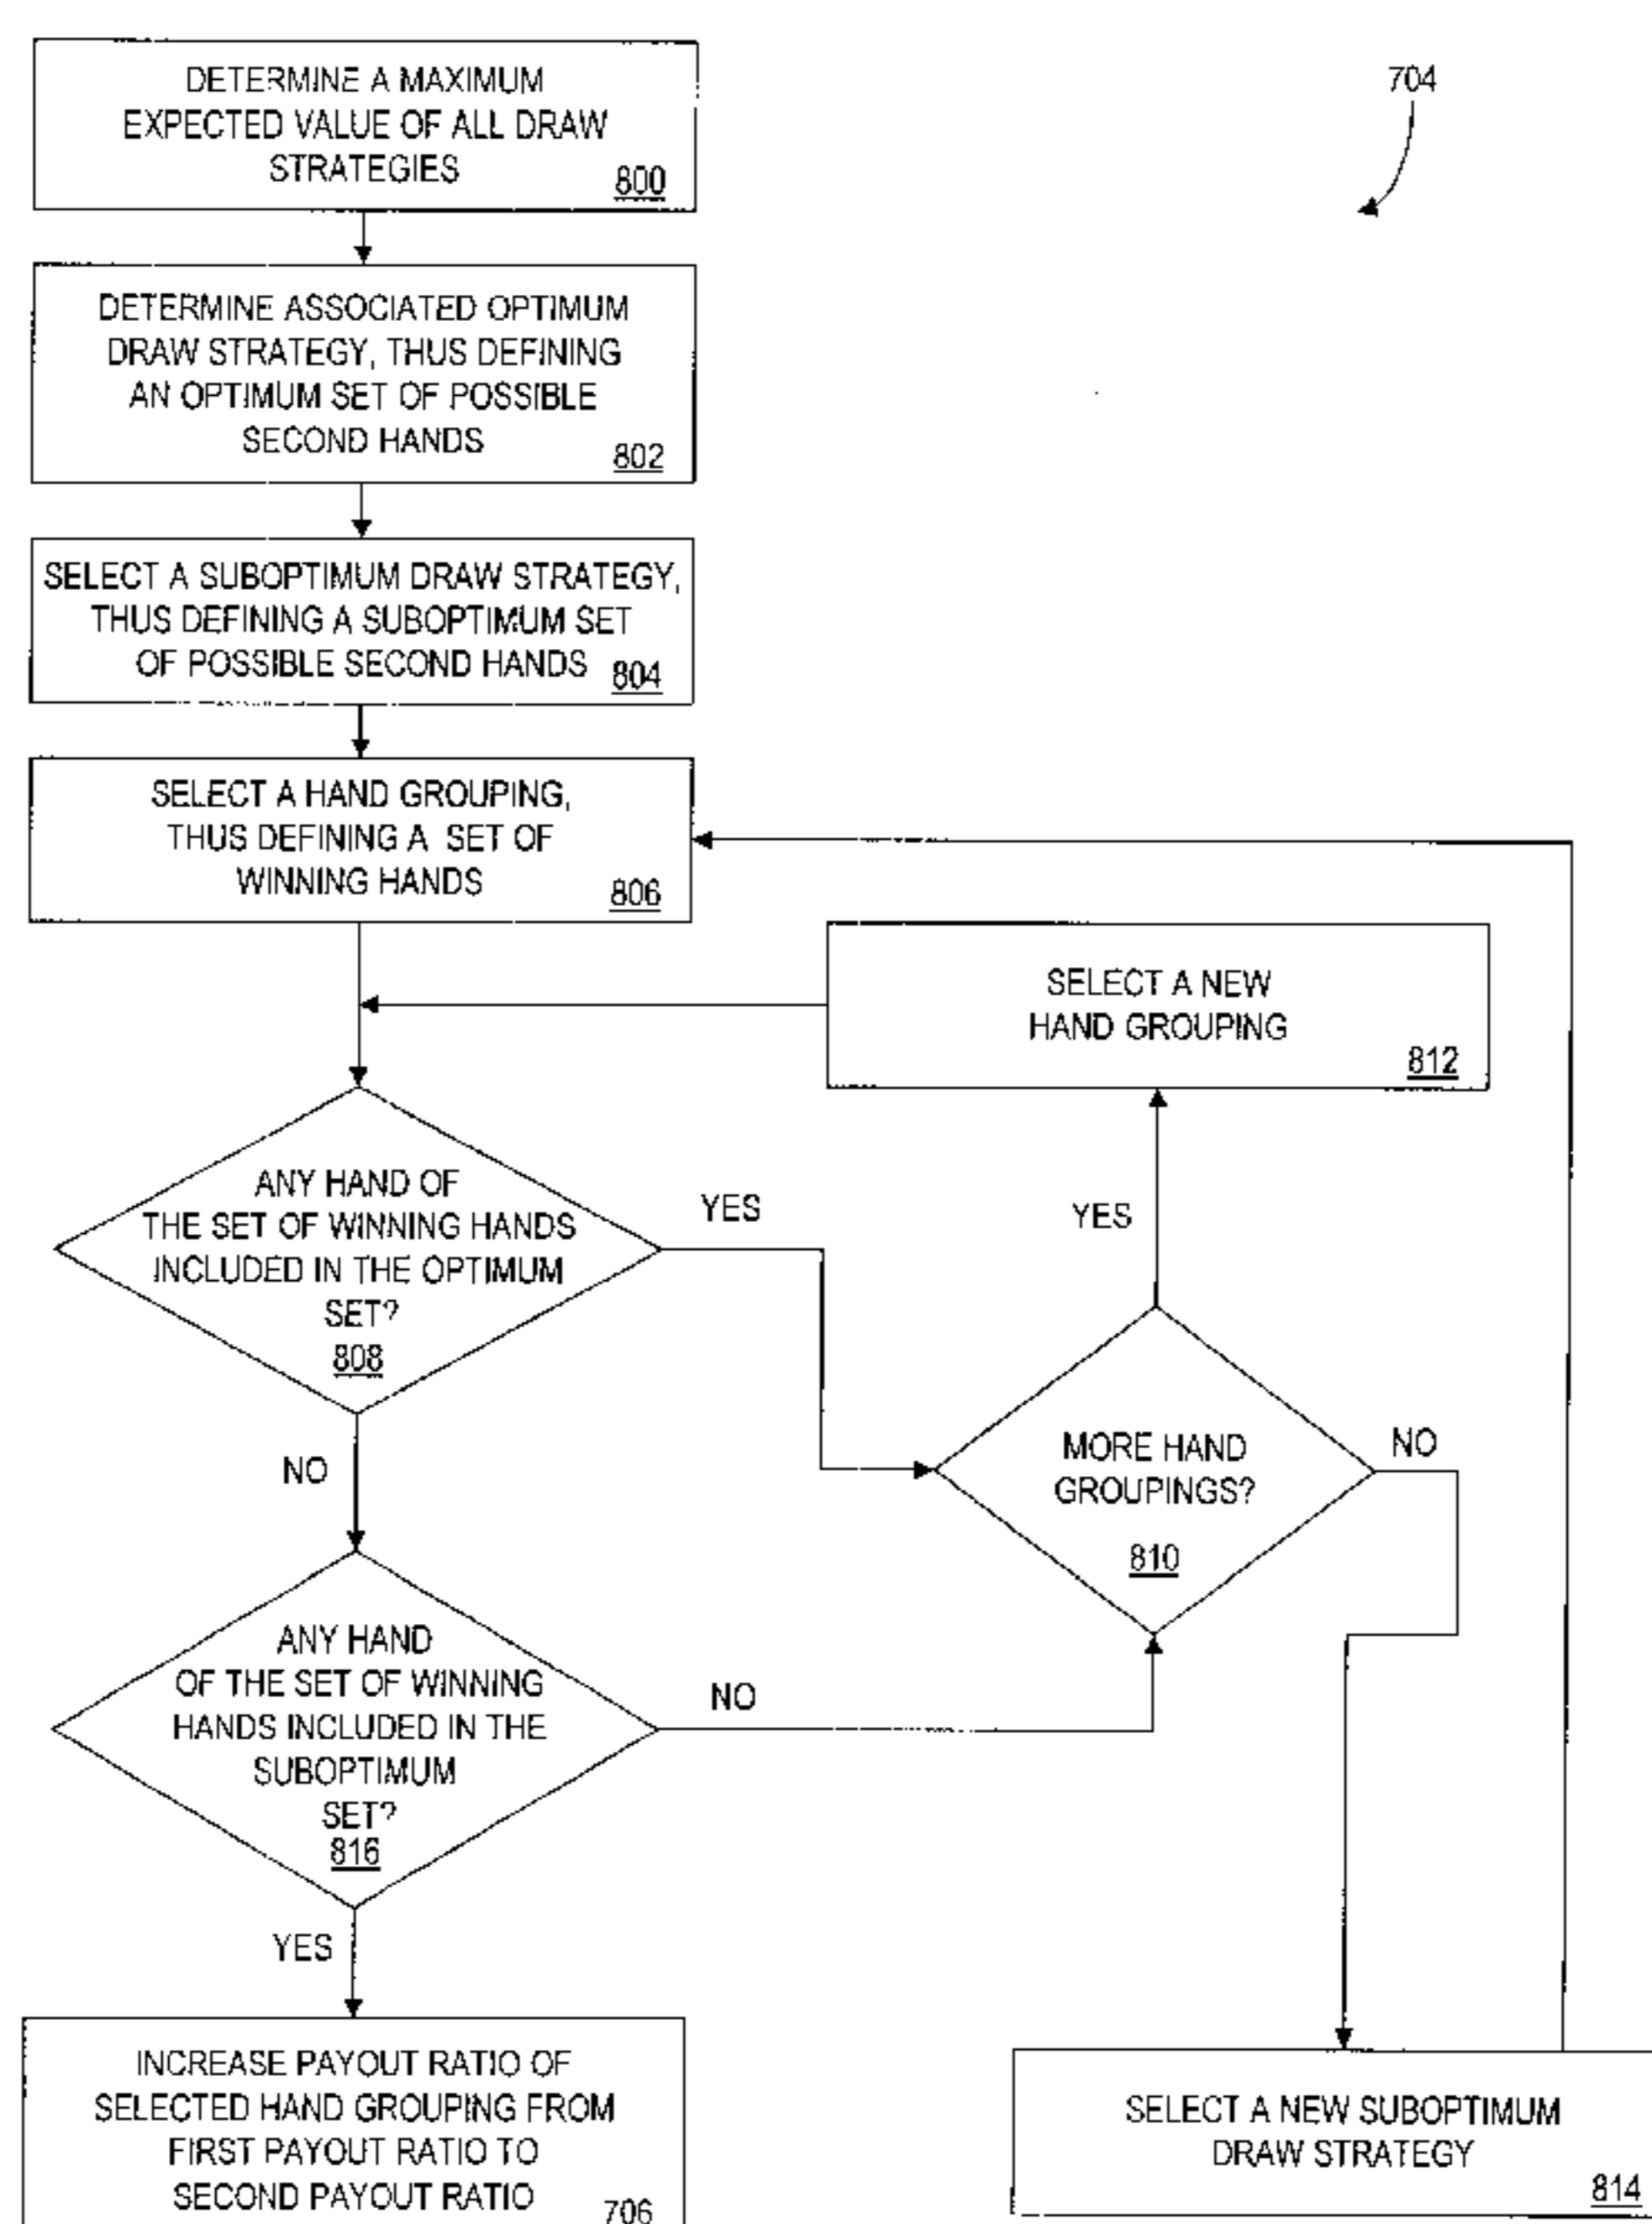 DETERMINE A MAXIMUM
EXPECTED VALUE OF ALL DRAW
STRATEGIES
800
704
DETERMINE ASSOCIATED OPTIMUM
DRAW STRATEGY, THUS DEFINING
AN OPTIMUM SET OF POSSIBLE
SECOND HANDS
802
SELECT A SUBOPTIMUM DRAW STRATEGY,
THUS DEFINING A SUBOPTIMUM SET
OF POSSIBLE SECOND HANDS
804
SELECT A HAND GROUPING,
THUS DEFINING A SET OF
WINNING HANDS
806
SELECT A NEW
HAND GROUPING
812
ANY HAND OF
THE SET OF WINNING HANDS
INCLUDED IN THE OPTIMUM
SET?
808
YES
YES
NO
MORE HAND
GROUPINGS?
810
NO
ANY HAND
OF THE SET OF WINNING
HANDS INCLUDED IN THE
SUBOPTIMUM
SET?
816
NO
YES
INCREASE PAYOUT RATIO OF
SELECTED HAND GROUPING FROM
FIRST PAYOUT RATIO TO
SECOND PAYOUT RATIO
706
SELECT A NEW SUBOPTIMUM
DRAW STRATEGY
814